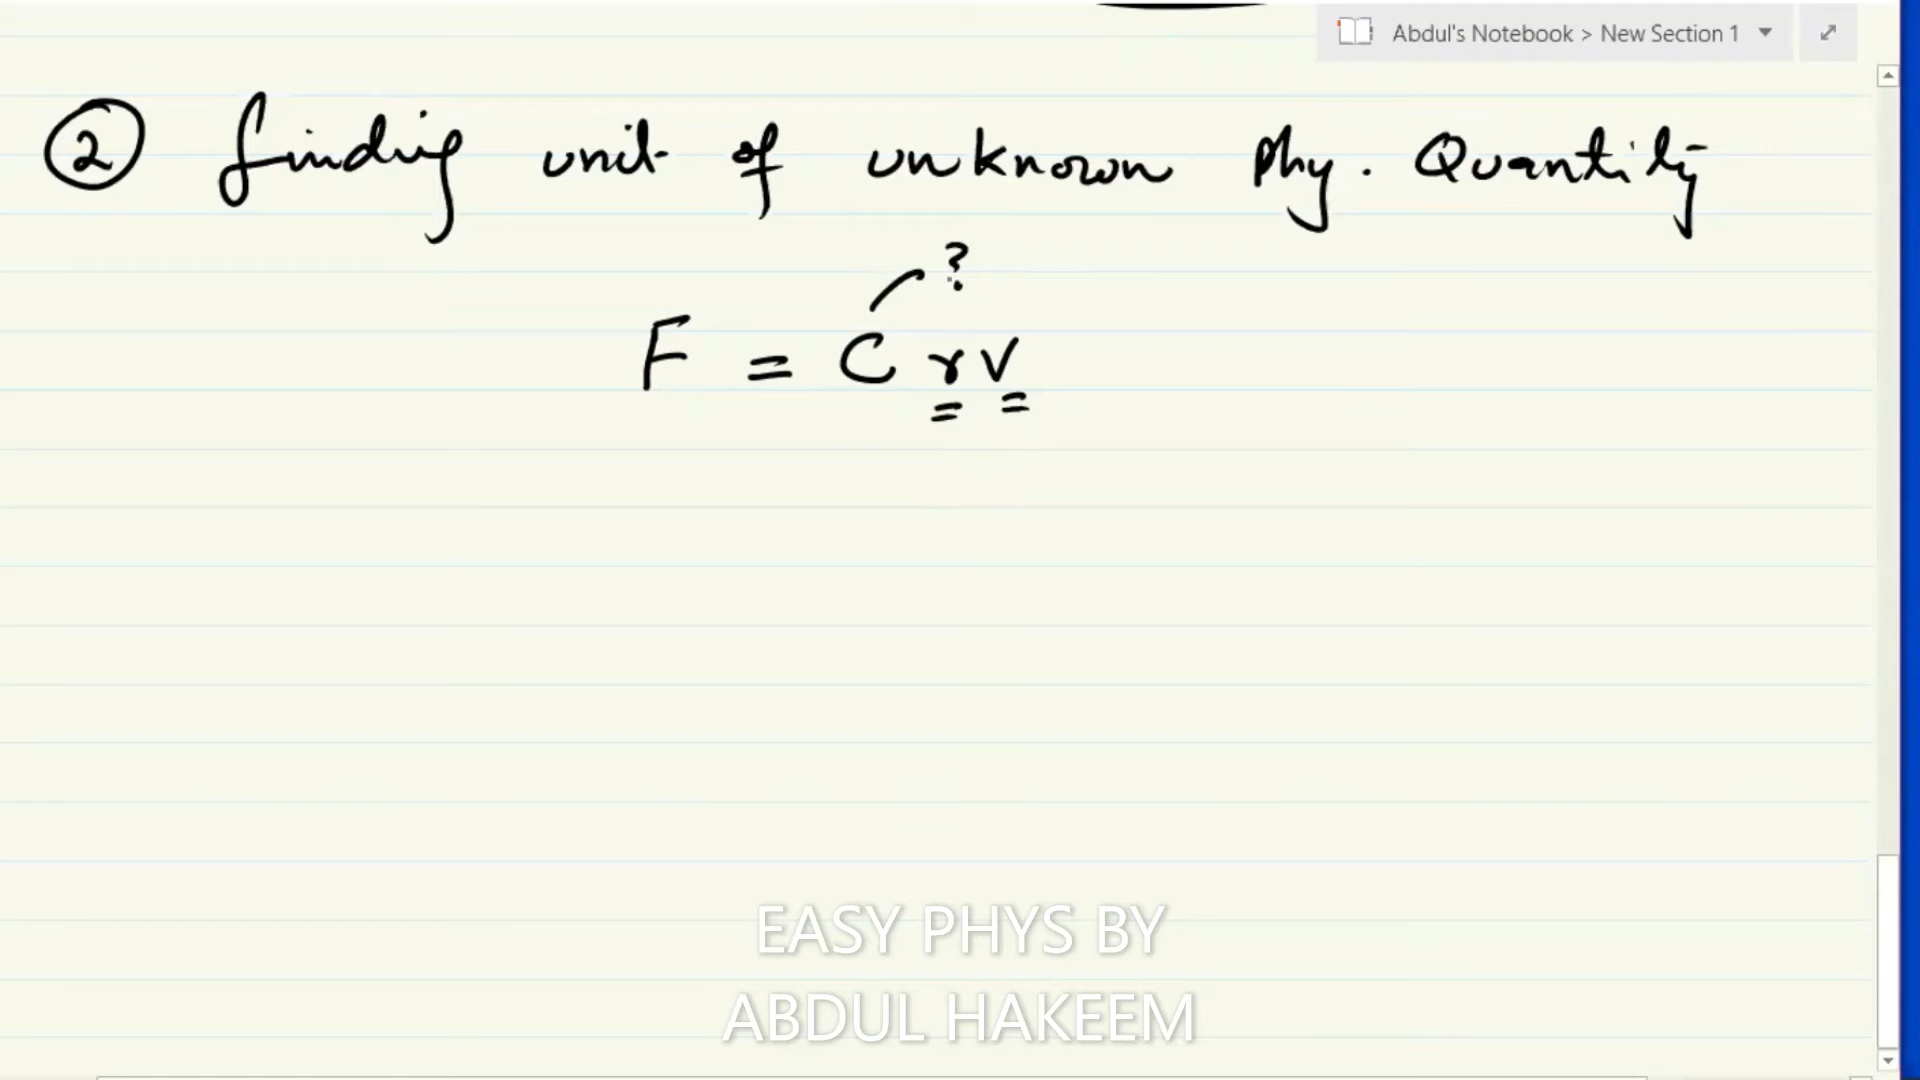 Abdul's Notebook > New Section 1
② finding unit of unknown phy. Quantity
?
F = C r v
EASY PHYS BY
ABDUL HAKEEM